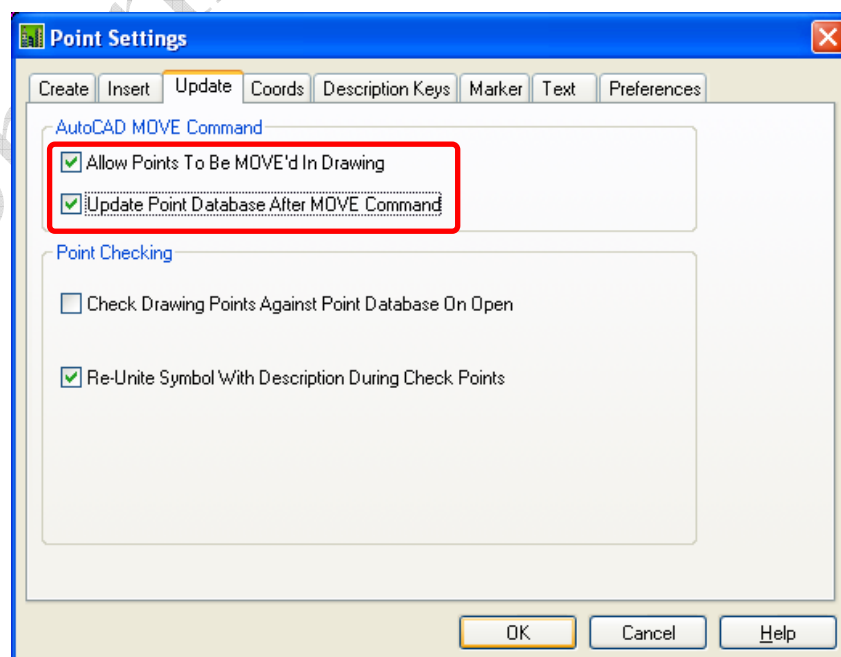 Point Settings
Create Insert Update Coords Description Keys Marker Text Preferences
AutoCAD MOVE Command
Allow Points To Be MOVE'd In Drawing
Update Point Database After MOVE Command
Point Checking
Check Drawing Points Against Point Database On Open
Re-Unite Symbol With Description During Check Points
OK Cancel Help